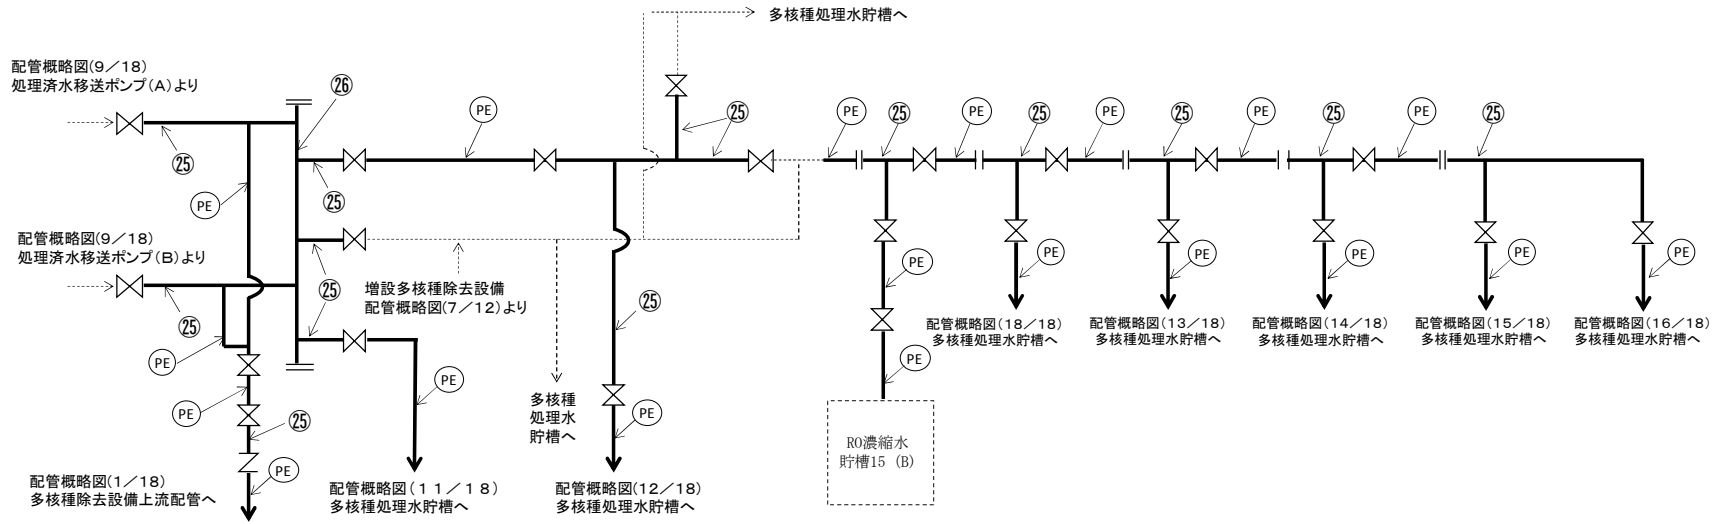 多核種処理水貯槽へ
配管概略図(9／18)
処理済水移送ポンプ(A)より
㉖
PE
㉕
PE
㉕
PE
㉕
PE
㉕
PE
㉕
PE
㉕
㉕
PE
㉕
配管概略図(9／18)
処理済水移送ポンプ(B)より
㉕
㉕
増設多核種除去設備
配管概略図(7／12)より
㉕
PE
PE
PE
PE
PE
PE
配管概略図(18／18)
多核種処理水貯槽へ
配管概略図(13／18)
多核種処理水貯槽へ
配管概略図(14／18)
多核種処理水貯槽へ
配管概略図(15／18)
多核種処理水貯槽へ
配管概略図(16／18)
多核種処理水貯槽へ
PE
PE
PE
PE
㉕
PE
多核種
処理水
貯槽へ
PE
RO濃縮水
貯槽15 (B)
配管概略図(1／18)
多核種除去設備上流配管へ
配管概略図(１１／１８)
多核種処理水貯槽へ
配管概略図(12／18)
多核種処理水貯槽へ